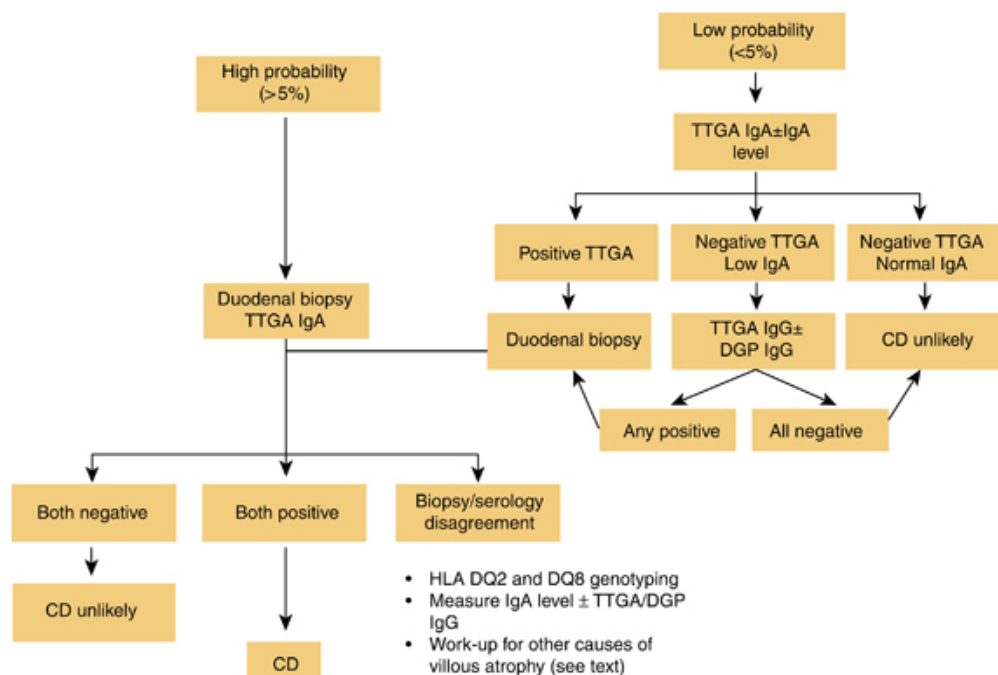 Low probability
(<5%)
High probability
(>5%)
TTGA IgA±IgA
level
Positive TTGA
Negative TTGA
Low IgA
Negative TTGA
Normal IgA
Duodenal biopsy
TTGA IgA
Duodenal biopsy
TTGA IgG±
DGP IgG
CD unlikely
Any positive
All negative
Both negative
Both positive
Biopsy/serology
disagreement
CD unlikely
CD
• HLA DQ2 and DQ8 genotyping
• Measure IgA level ± TTGA/DGP
IgG
• Work-up for other causes of
villous atrophy (see text)